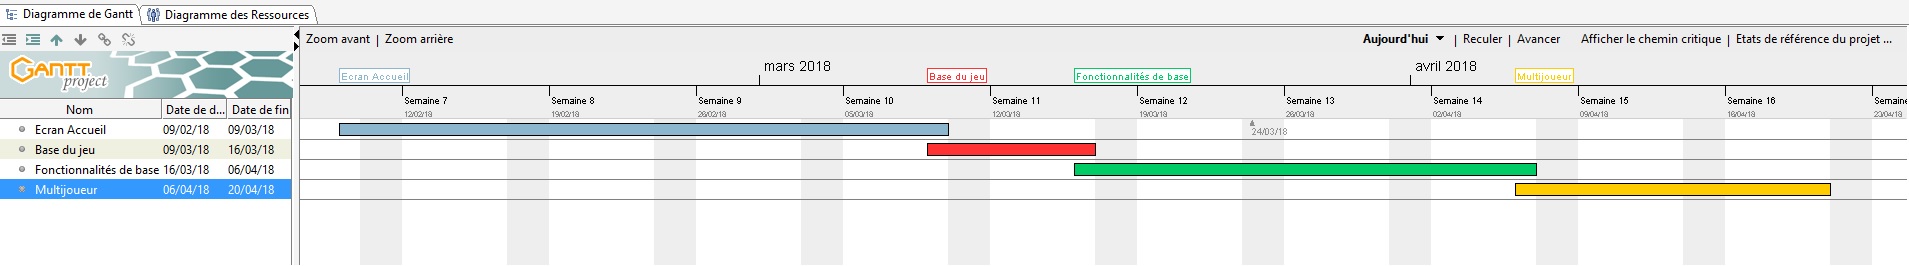 Diagramme de Gantt Diagramme des Ressources
Zoom avant | Zoom arrière Aujourd'hui | Reculer | Avancer Afficher le chemin critique | Etats de référence du projet ...
GANTT project
mars 2018 avril 2018
Ecran Accueil Base du jeu Fonctionnalités de base Multijoueur
Nom Date de d... Date de fin
Semaine 7 Semaine 8 Semaine 9 Semaine 10 Semaine 11 Semaine 12 Semaine 13 Semaine 14 Semaine 15 Semaine 16 Semaine
12/02/18 19/02/18 26/02/18 05/03/18 12/03/18 19/03/18 26/03/18 02/04/18 09/04/18 16/04/18 23/04/18
Ecran Accueil 09/02/18 09/03/18
24/03/18
Base du jeu 09/03/18 16/03/18
Fonctionnalités de base 16/03/18 06/04/18
Multijoueur 06/04/18 20/04/18